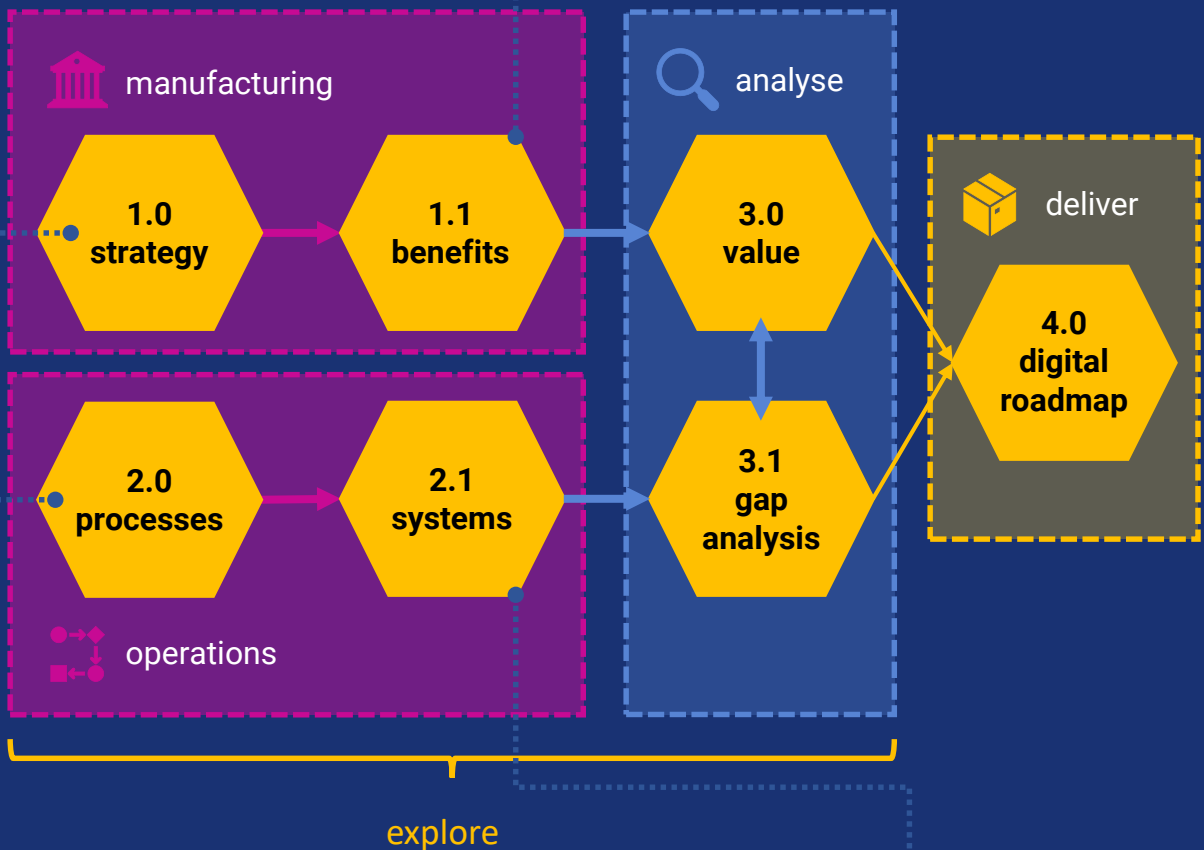 manufacturing
1.0
strategy
1.1
benefits
analyse
3.0
value
deliver
4.0
digital
roadmap
2.0
processes
2.1
systems
3.1
gap
analysis
operations
explore